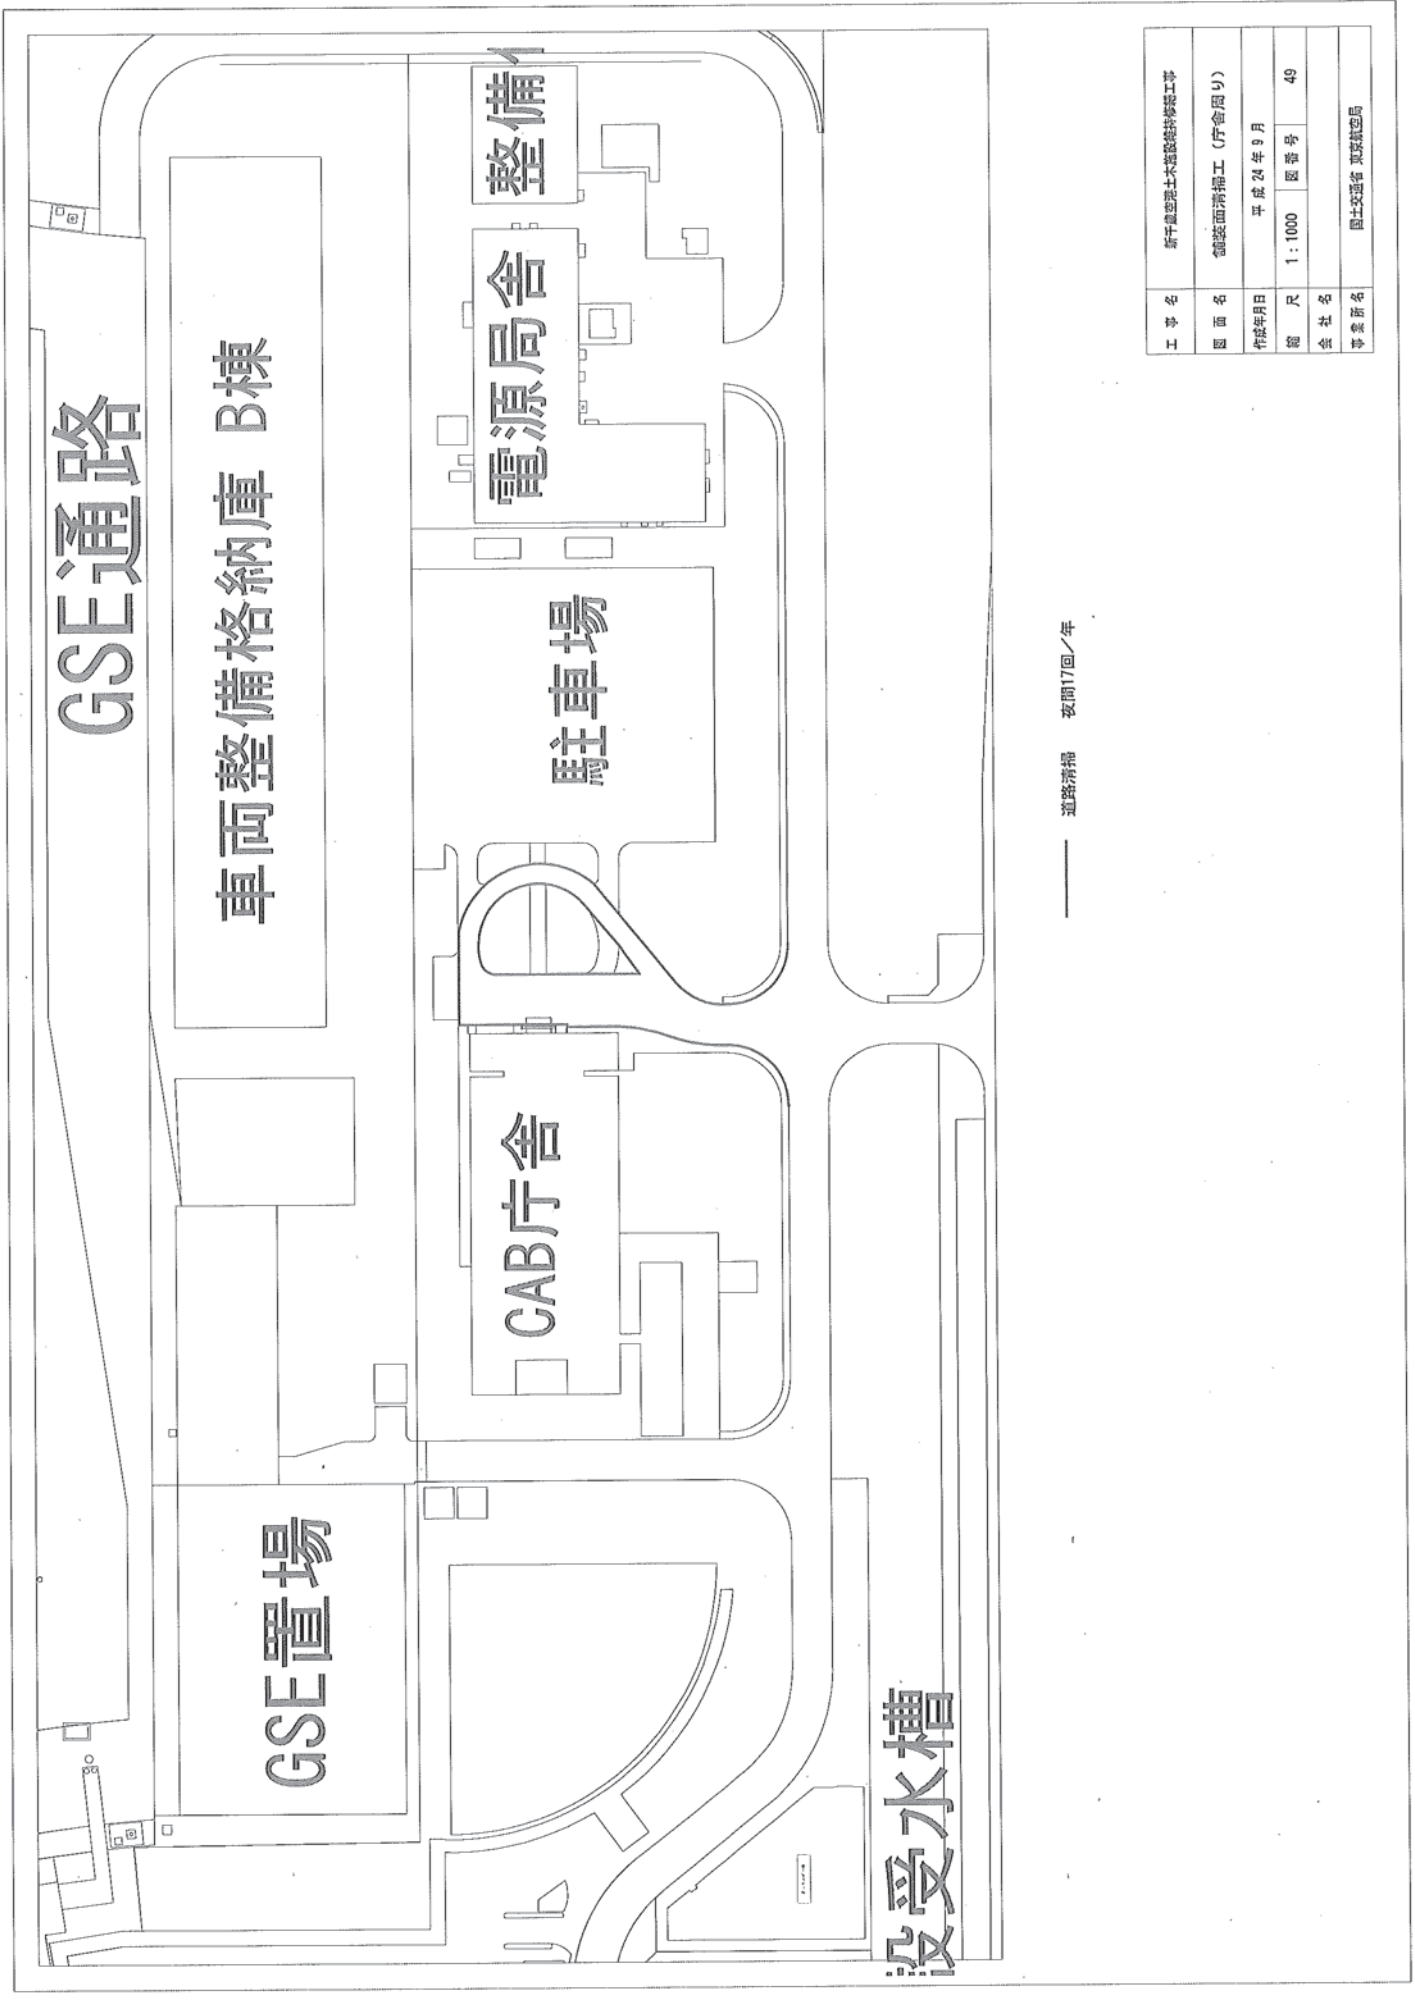 GSE通路
車両整備格納庫 B棟
整備
電源局舎
駐車場
CAB庁舎
GSE置場
設受水槽
道路清掃 夜間17回／年
工事名 新千歳空港土木施設維持修繕工事
図面名 舗装面清掃工（庁舎周り）
作成年月日 平成 24 年 9 月
縮尺 1：1000 図番号 49
会社名
事業所名 国土交通省 東京航空局